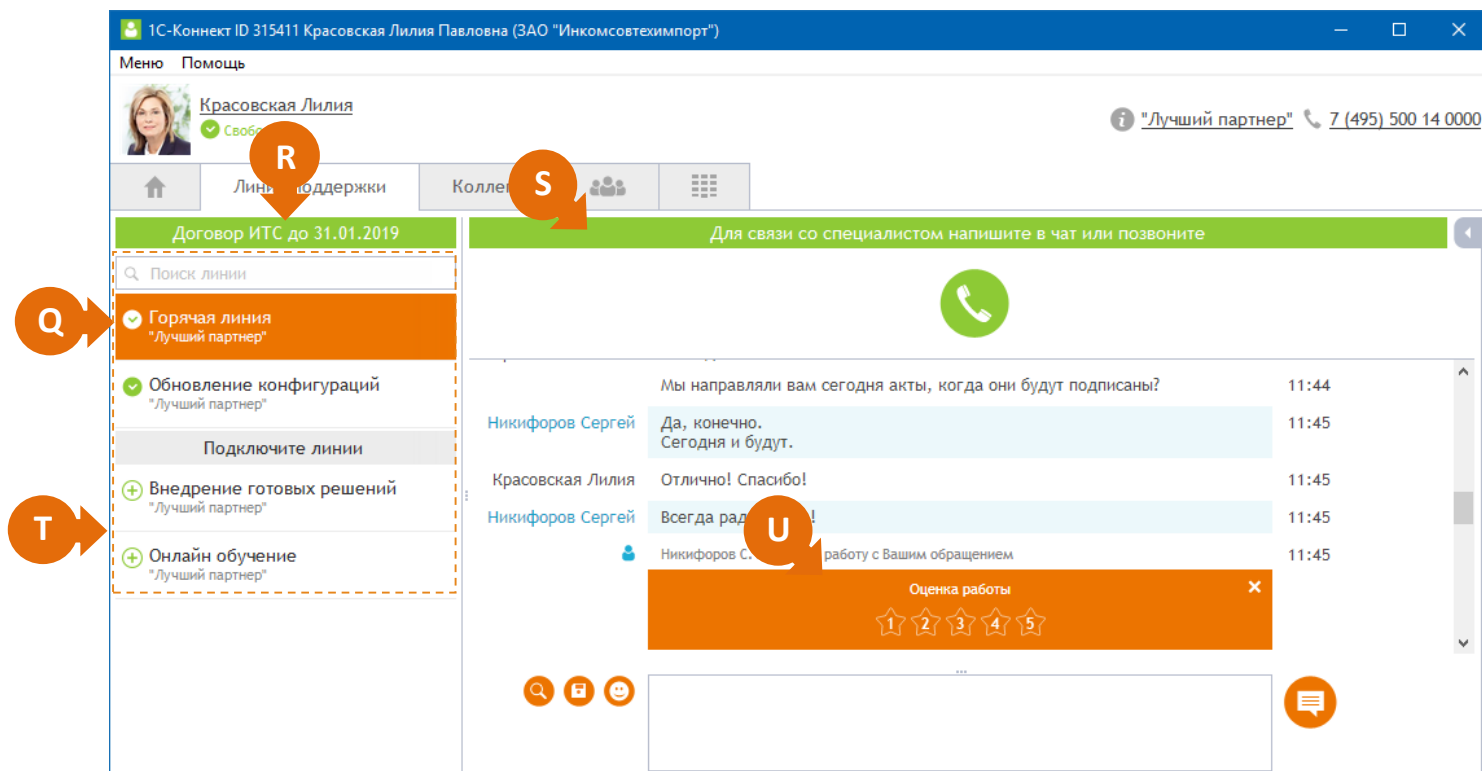 1С-Коннект ID 315411 Красовская Лилия Павловна (ЗАО "Инкомсовтехимпорт")
Меню Помощь
Красовская Лилия
"Лучший партнер" 7 (495) 500 14 0000
R
S
Договор ИТС до 31.01.2019
Для связи со специалистом напишите в чат или позвоните
Поиск линии
Q
Горячая линия
"Лучший партнер"
Обновление конфигураций
"Лучший партнер"
Подключите линии
Внедрение готовых решений
"Лучший партнер"
T
Онлайн обучение
"Лучший партнер"
Мы направляли вам сегодня акты, когда они будут подписаны? 11:44
Никифоров Сергей Да, конечно. 11:45
Сегодня и будут.
Красовская Лилия Отлично! Спасибо! 11:45
Никифоров Сергей Всегда 11:45
U
Никифоров С. работу с Вашим обращением 11:45
Оценка работы
1 2 3 4 5